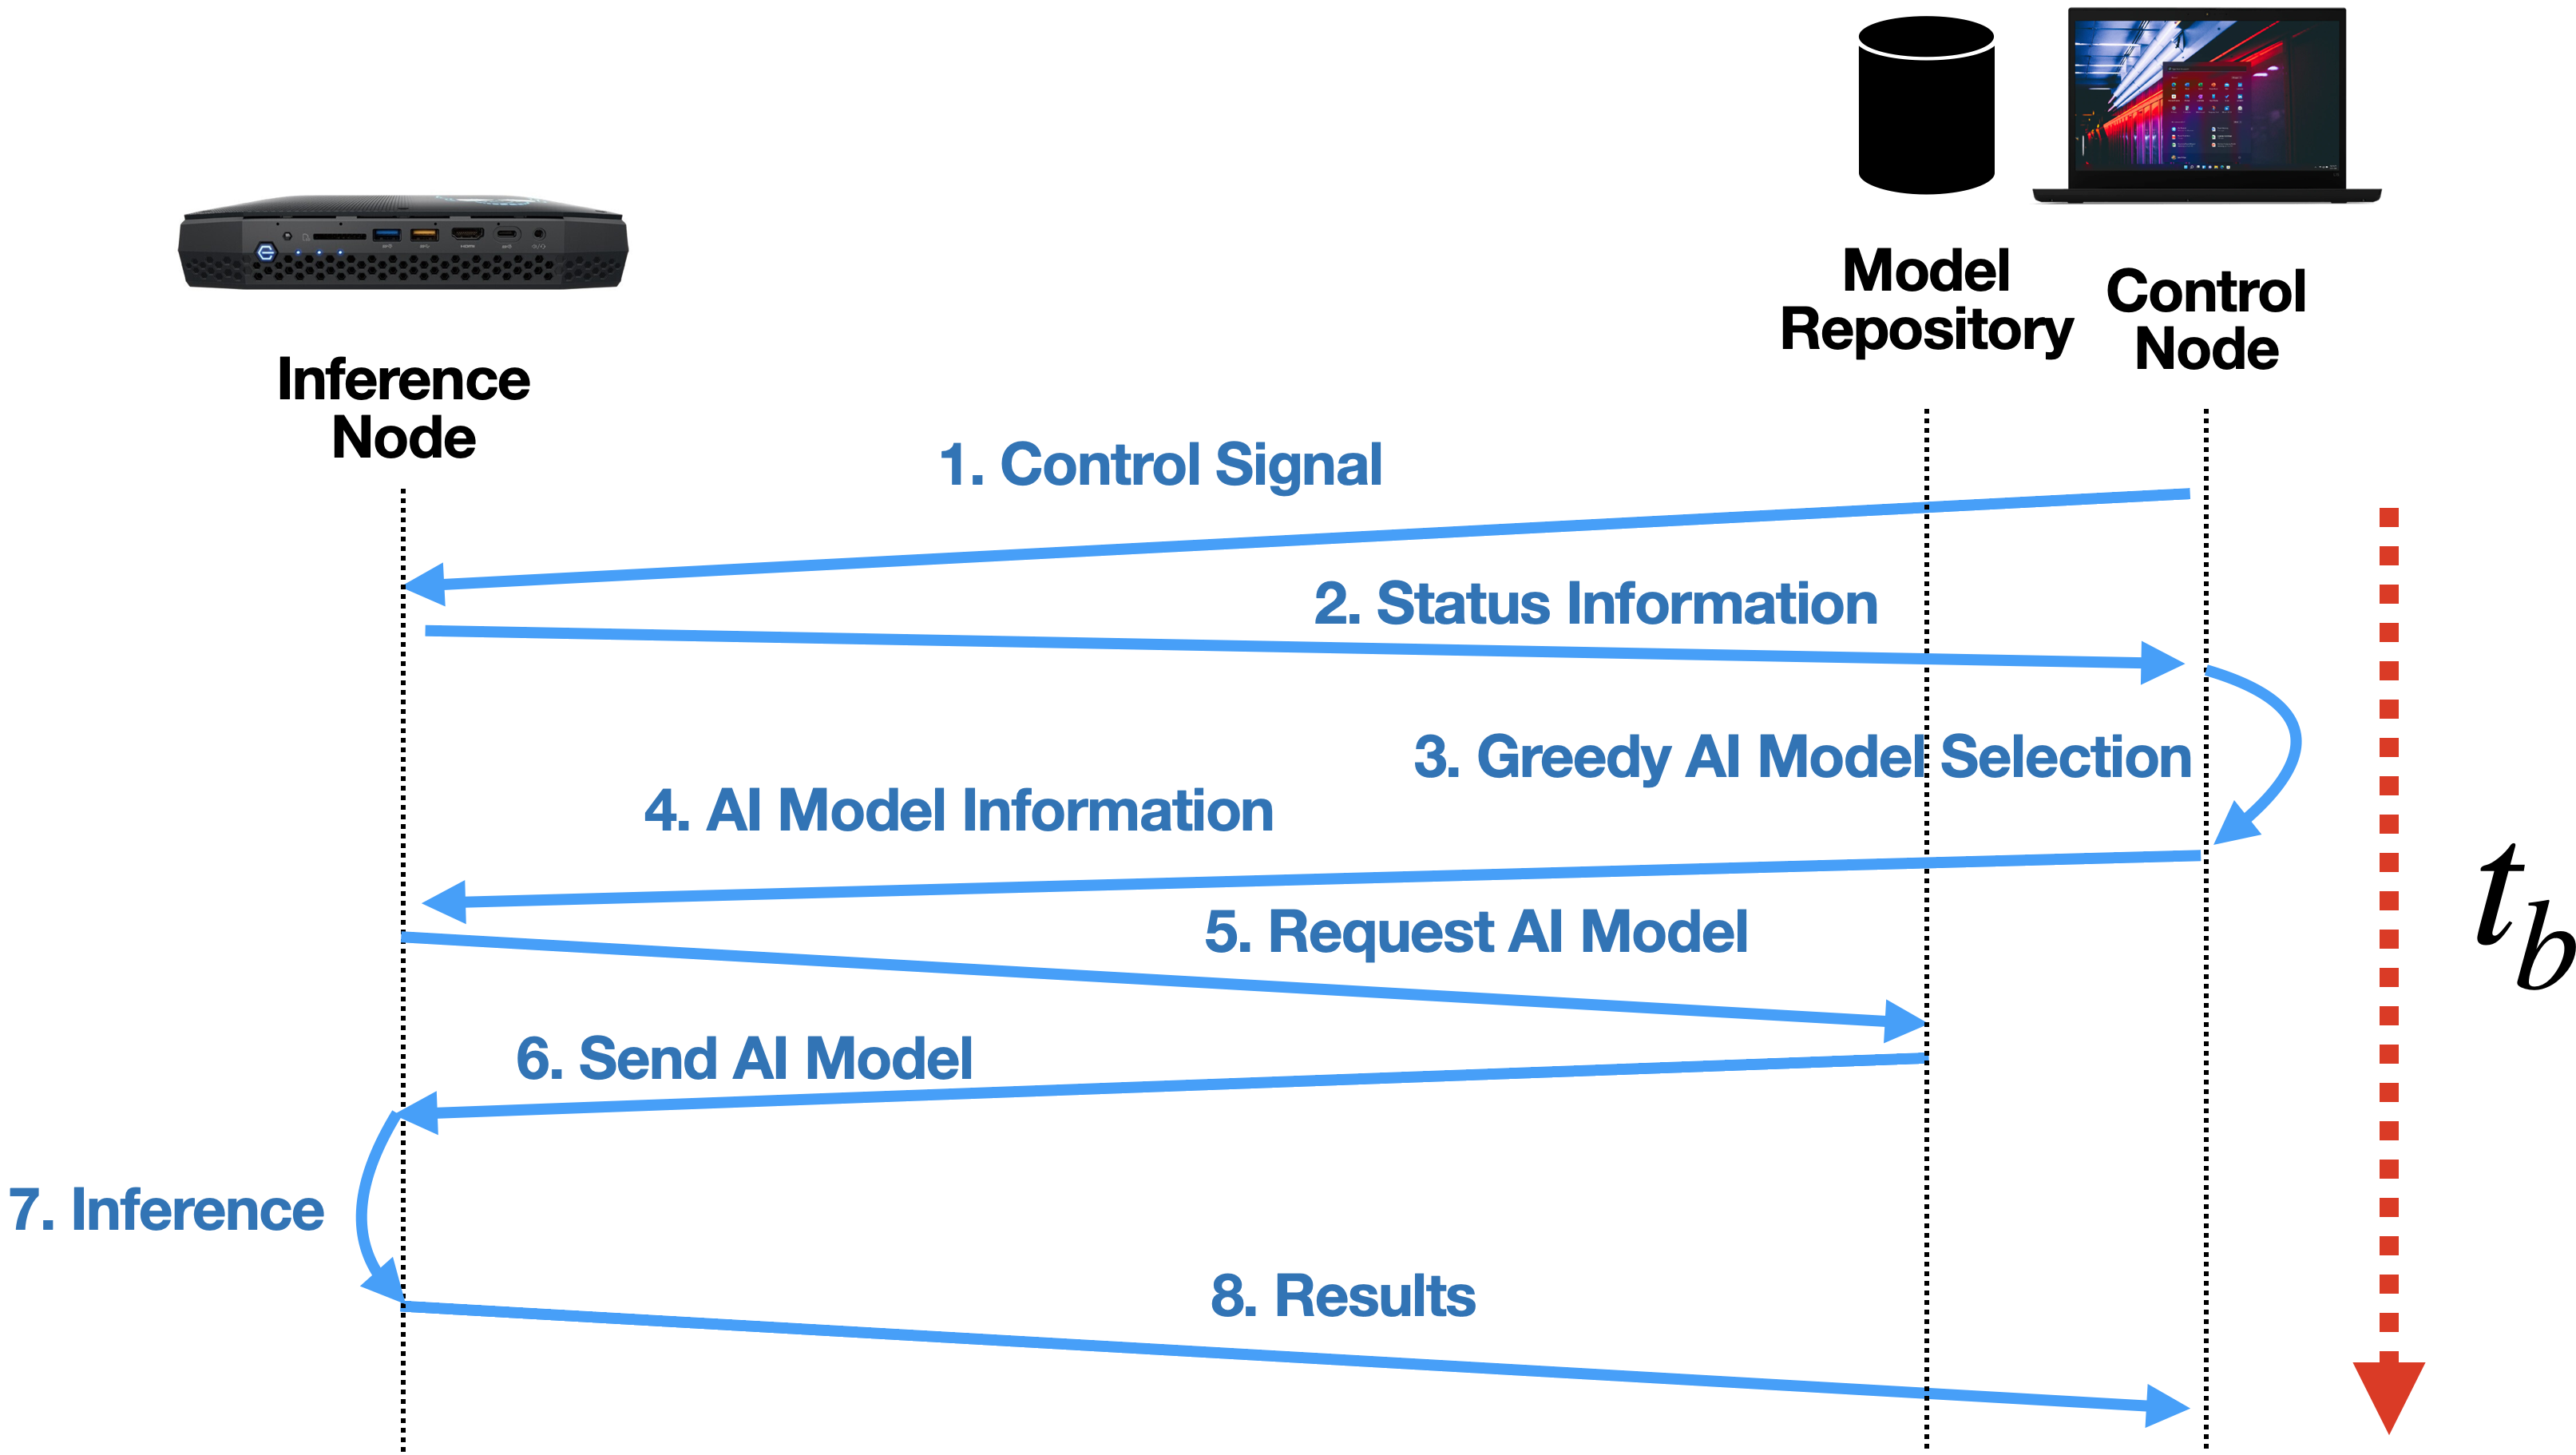 Model
Repository
Control
Node
Inference
Node
1. Control Signal
2. Status Information
3. Greedy AI Model Selection
4. AI Model Information
5. Request AI Model
6. Send AI Model
7. Inference
8. Results
t_b